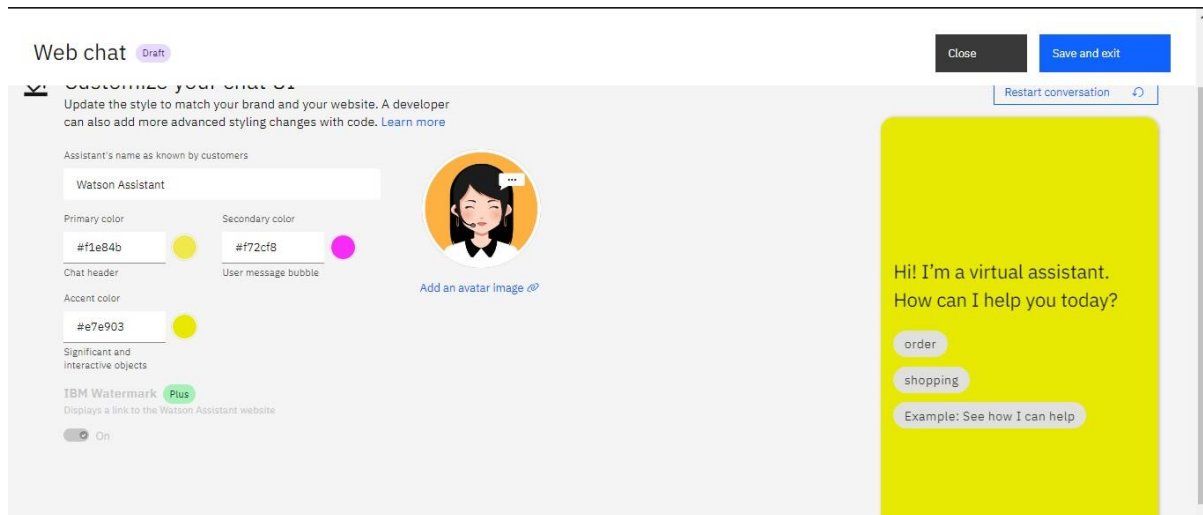 Web chat Draft
Close
Save and exit
Customize your chat UI
Update the style to match your brand and your website. A developer
can also add more advanced styling changes with code. Learn more
Restart conversation
Assistant's name as known by customers
Watson Assistant
Primary color
Secondary color
#f1e84b
#f72cf8
Chat header
User message bubble
Add an avatar image
Accent color
#e7e903
Significant and
interactive objects
IBM Watermark Plus
Displays a link to the Watson Assistant website
On
Hi! I'm a virtual assistant.
How can I help you today?
order
shopping
Example: See how I can help